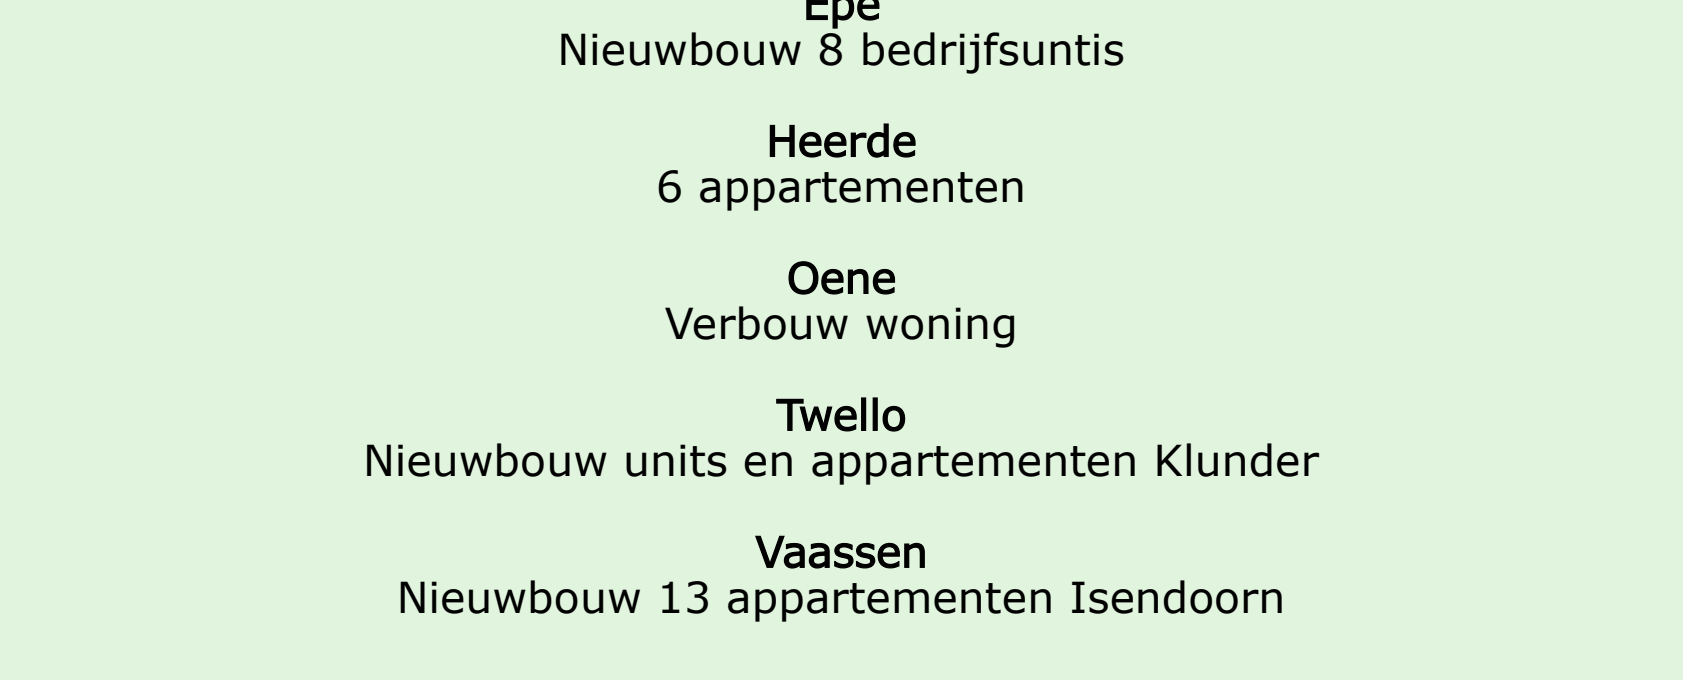 Epe
Nieuwbouw 8 bedrijfsuntis
Heerde
6 appartementen
Oene
Verbouw woning
Twello
Nieuwbouw units en appartementen Klunder
Vaassen
Nieuwbouw 13 appartementen Isendoorn